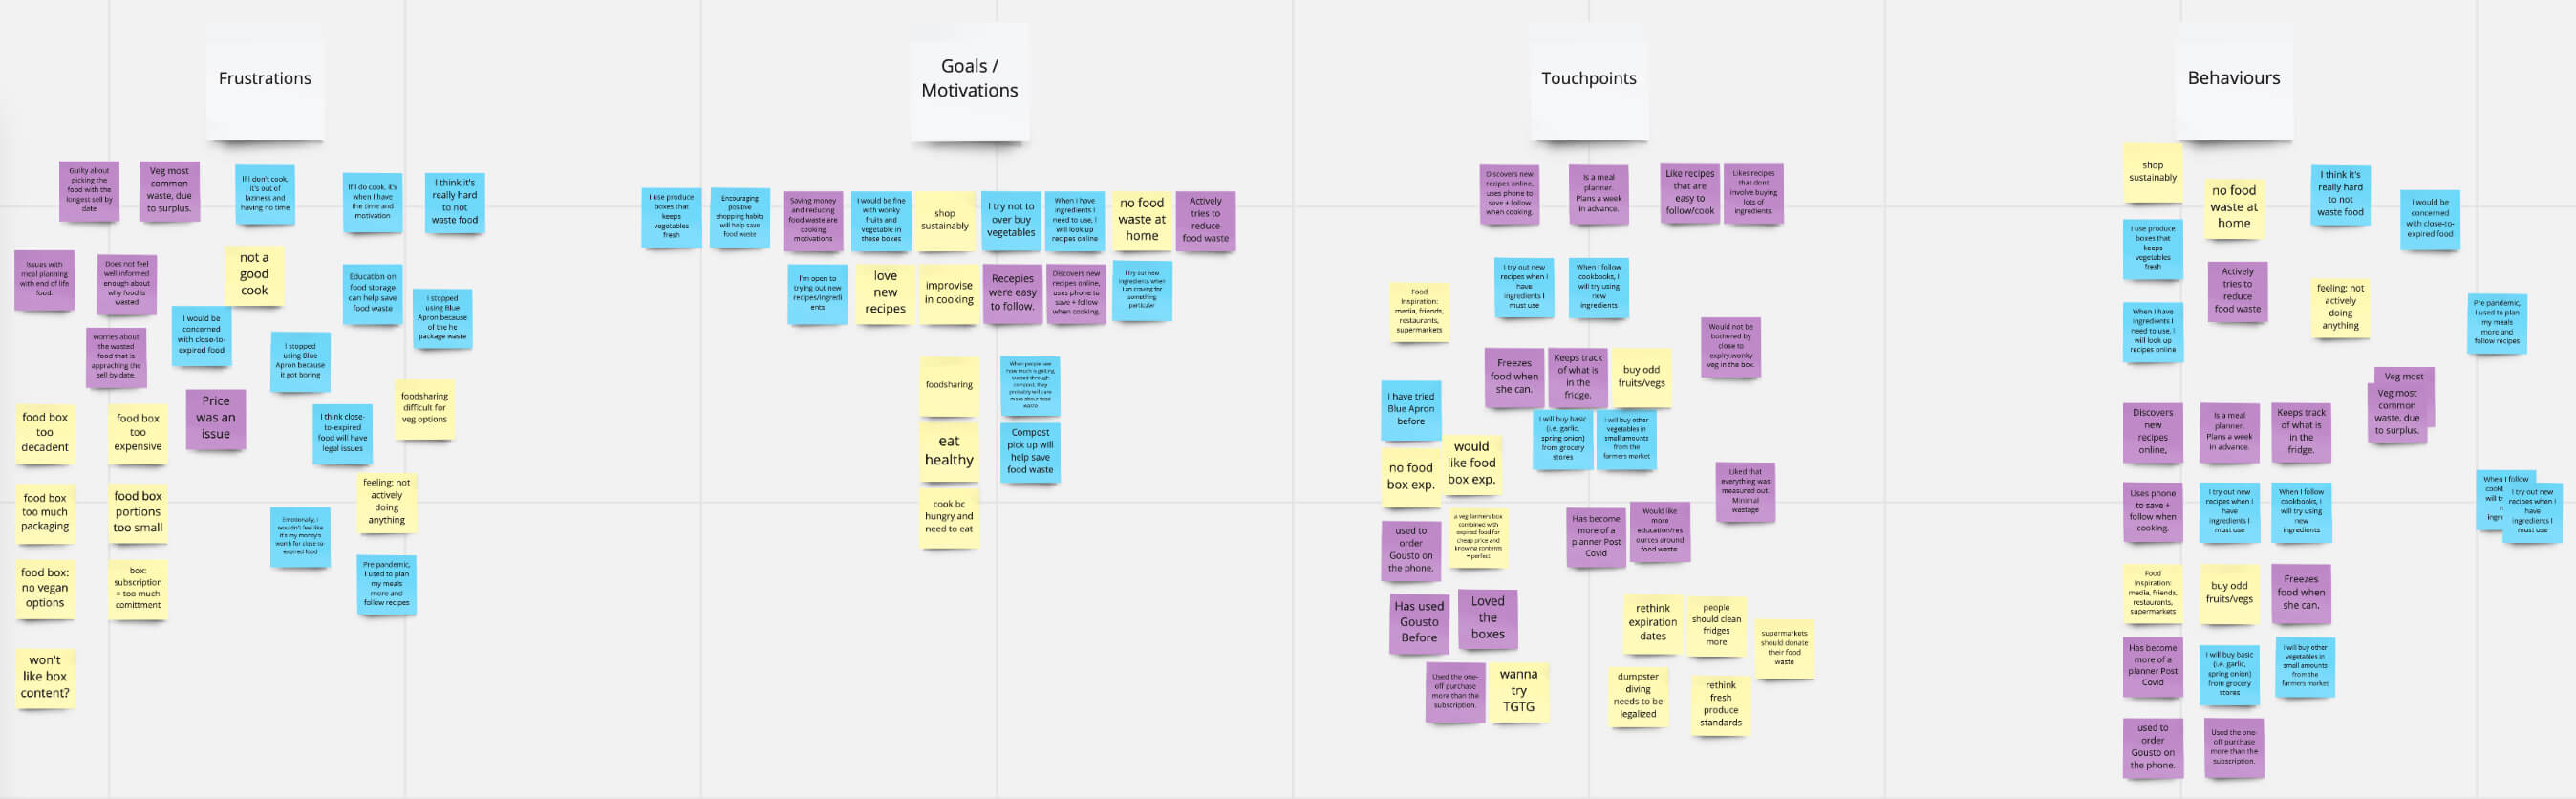 Frustrations
Guilty about
picking the
food with the
longest sell by
date
Veg most
common
waste, due
to surplus.
If I don't cook,
it's out of
laziness and
having no time
If I do cook, it's
when I have
the time and
motivation
I think it's
really hard
to not
waste food
Issues with
meal planning
with end of life
food.
Does not feel
well informed
enough about
why food is
wasted
not a
good
cook
Education on
food storage
can help save
food waste
I stopped
using Blue
Apron because
of the he
package waste
I would be
concerned
with close-to-
expired food
worries about
the wasted
food that is
appraching the
sell by date.
I stopped
using Blue
Apron because
it got boring
Price
was an
issue
foodsharing
difficult for
veg options
food box
too
decadent
food box
too
expensive
I think close-
to-expired
food will have
legal issues
food box
too much
packaging
food box
portions
too small
feeling: not
actively
doing
anything
Emotionally, I
wouldn't feel like
it's my money's
worth for close-to-
expired food
food box:
no vegan
options
box:
subscription
= too much
comittment
Pre pandemic,
I used to plan
my meals
more and
follow recipes
won't
like box
content?
Goals /
Motivations
I use produce
boxes that
keeps
vegetables
fresh
Encouraging
positive
shopping habits
will help save
food waste
Saving money
and reducing
food waste are
cooking
motivations
I would be fine
with wonky
fruits and
vegetable in
these boxes
shop
sustainably
I try not to
over buy
vegetables
When I have
ingredients I
need to use, I
will look up
recipes online
no food
waste at
home
Actively
tries to
reduce
food waste
I'm open to
trying out new
recipes/ingredi
ents
love
new
recipes
improvise
in cooking
Recepies
were easy
to follow.
Discovers new
recipes online,
uses phone to
save + follow
when cooking.
I try out new
ingredients when
I am craving for
something
particular
foodsharing
When people see
how much is getting
wasted through
compost, they
probably will care
more about food
waste
eat
healthy
Compost
pick up will
help save
food waste
cook bc
hungry and
need to eat
Touchpoints
Discovers new
recipes online,
uses phone to
save + follow
when cooking.
Is a meal
planner.
Plans a week
in advance.
Like recipes
that are
easy to
follow/cook
Likes recipes
that dont
involve buying
lots of
ingredients.
Food
Inspiration:
media, friends,
restaurants,
supermarkets
I try out new
recipes when I
have
ingredients I
must use
When I follow
cookbooks, I
will try using
new
ingredients
Would not be
bothered by
close to
expiry,wonky
veg in the box.
Freezes
food when
she can.
Keeps track
of what is
in the
fridge.
buy odd
fruits/vegs
I have tried
Blue Apron
before
I will buy basic
(i.e. garlic,
spring onion)
from grocery
stores
I will buy other
vegetables in
small amounts
from the
farmers market
no food
box exp.
would
like food
box exp.
Liked that
everything was
measured out.
Minimal
wastage
used to
order
Gousto on
the phone.
a veg farmers box
combined with
expired food for
cheap price and
knowing contents
= perfect
Has become
more of a
planner Post
Covid
Would like
more
education/res
ources around
food waste.
Has used
Gousto
Before
Loved
the
boxes
rethink
expiration
dates
people
should clean
fridges
more
supermarkets
should donate
their food
waste
Used the one-
off purchase
more than the
subscription.
wanna
try
TGTG
dumpster
diving
needs to be
legalized
rethink
fresh
produce
standards
Behaviours
shop
sustainably
no food
waste at
home
I think it's
really hard
to not
waste food
I would be
concerned
with close-to-
expired food
I use produce
boxes that
keeps
vegetables
fresh
Actively
tries to
reduce
food waste
feeling: not
actively
doing
anything
Pre pandemic,
I used to plan
my meals
more and
follow recipes
When I have
ingredients I
need to use, I
will look up
recipes online
Veg most
Veg most
common
waste, due
to surplus.
Discovers
new
recipes
online,
Is a meal
planner.
Plans a week
in advance.
Keeps track
of what is
in the
fridge.
Uses phone
to save +
follow when
cooking.
I try out new
recipes when I
have
ingredients I
must use
When I follow
cookbooks, I
will try using
new
ingredients
When I follow
I try out new
recipes when I
have
ingredients I
must use
Food
Inspiration:
media, friends,
restaurants,
supermarkets
buy odd
fruits/vegs
Freezes
food when
she can.
Has become
more of a
planner Post
Covid
I will buy basic
(i.e. garlic,
spring onion)
from grocery
stores
I will buy other
vegetables in
small amounts
from the
farmers market
used to
order
Gousto on
the phone.
Used the one-
off purchase
more than the
subscription.